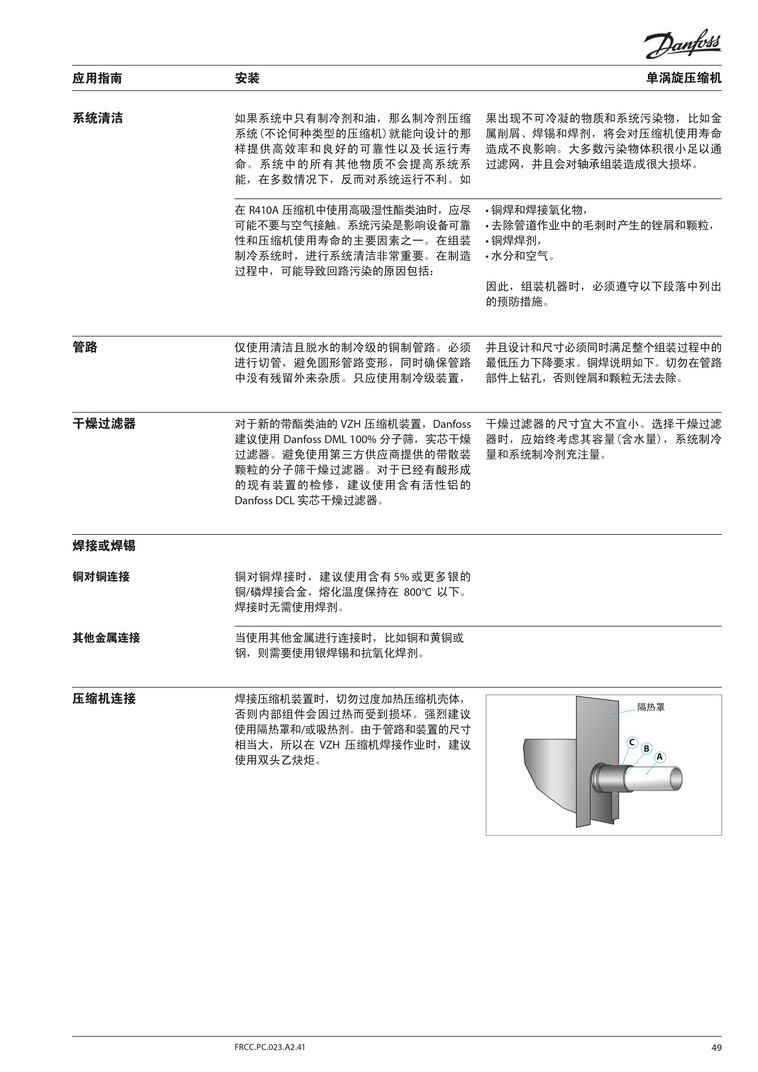 Danfoss
应用指南
安装
单涡旋压缩机
系统清洁
如果系统中只有制冷剂和油，那么制冷剂压缩
系统（不论何种类型的压缩机）就能向设计的那
样提供高效率和良好的可靠性以及长运行寿
命。系统中的所有其他物质不会提高系统系
能，在多数情况下，反而对系统运行不利。如
果出现不可冷凝的物质和系统污染物，比如金
属削屑、焊锡和焊剂，将会对压缩机使用寿命
造成不良影响。大多数污染物体积很小足以通
过滤网，并且会对轴承组装造成很大损坏。
在 R410A 压缩机中使用高吸湿性酯类油时，应尽
可能不要与空气接触。系统污染是影响设备可靠
性和压缩机使用寿命的主要因素之一。在组装
制冷系统时，进行系统清洁非常重要。在制造
过程中，可能导致回路污染的原因包括：
• 铜焊和焊接氧化物，
• 去除管道作业中的毛刺时产生的锉屑和颗粒，
• 铜焊焊剂，
• 水分和空气。
因此，组装机器时，必须遵守以下段落中列出
的预防措施。
管路
仅使用清洁且脱水的制冷级的铜制管路。必须
进行切管，避免圆形管路变形，同时确保管路
中没有残留外来杂质。只应使用制冷级装置，
并且设计和尺寸必须同时满足整个组装过程中的
最低压力下降要求。铜焊说明如下。切勿在管路
部件上钻孔，否则锉屑和颗粒无法去除。
干燥过滤器
对于新的带酯类油的 VZH 压缩机装置，Danfoss
建议使用 Danfoss DML 100% 分子筛，实芯干燥
过滤器。避免使用第三方供应商提供的带散装
颗粒的分子筛干燥过滤器。对于已经有酸形成
的现有装置的检修，建议使用含有活性铝的
Danfoss DCL 实芯干燥过滤器。
干燥过滤器的尺寸宜大不宜小。选择干燥过滤
器时，应始终考虑其容量（含水量），系统制冷
量和系统制冷剂充注量。
焊接或焊锡
铜对铜连接
铜对铜焊接时，建议使用含有 5% 或更多银的
铜/磷焊接合金，熔化温度保持在 800℃ 以下。
焊接时无需使用焊剂。
其他金属连接
当使用其他金属进行连接时，比如铜和黄铜或
钢，则需要使用银焊锡和抗氧化焊剂。
压缩机连接
焊接压缩机装置时，切勿过度加热压缩机壳体，
否则内部组件会因过热而受到损坏。强烈建议
使用隔热罩和/或吸热剂。由于管路和装置的尺寸
相当大，所以在 VZH 压缩机焊接作业时，建议
使用双头乙炔炬。
隔热罩
C
B
A
FRCC.PC.023.A2.41
49